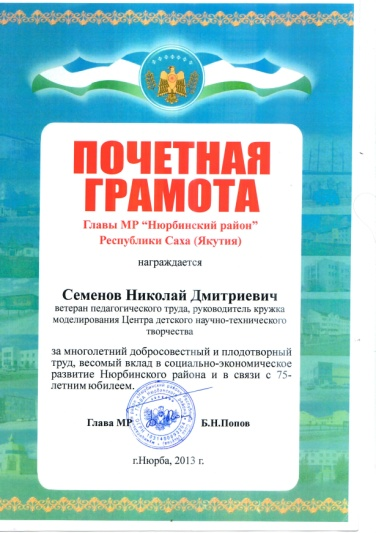 ПОЧЕТНАЯ
ГРАМОТА
Главы МР "Нюрбинский район"
Республики Саха (Якутия)
награждается
Семенов Николай Дмитриевич
ветеран педагогического труда, руководитель кружка
моделирования Центра детского научно-технического
творчества
за многолетний добросовестный и плодотворный
труд, весомый вклад в социально-экономическое
развитие Нюрбинского района и в связи с 75-
летним юбилеем.
Глава МР Б.Н.Попов
г.Нюрба, 2013 г.